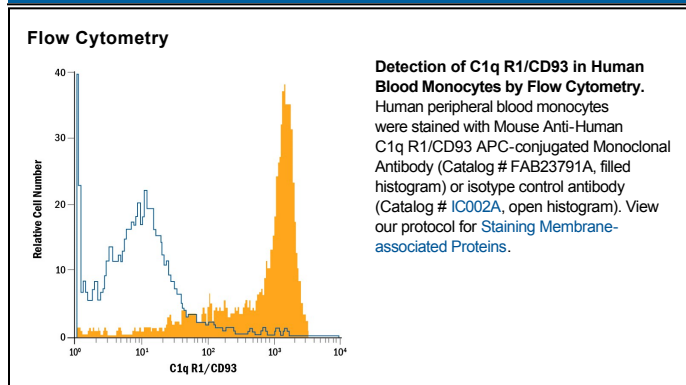 Flow Cytometry
Relative Cell Number
40
30
20
10
0
10⁰ 10¹ 10² 10³ 10⁴
C1q R1/CD93
Detection of C1q R1/CD93 in Human
Blood Monocytes by Flow Cytometry.
Human peripheral blood monocytes
were stained with Mouse Anti-Human
C1q R1/CD93 APC-conjugated Monoclonal
Antibody (Catalog # FAB23791A, filled
histogram) or isotype control antibody
(Catalog # IC002A, open histogram). View
our protocol for Staining Membrane-
associated Proteins.